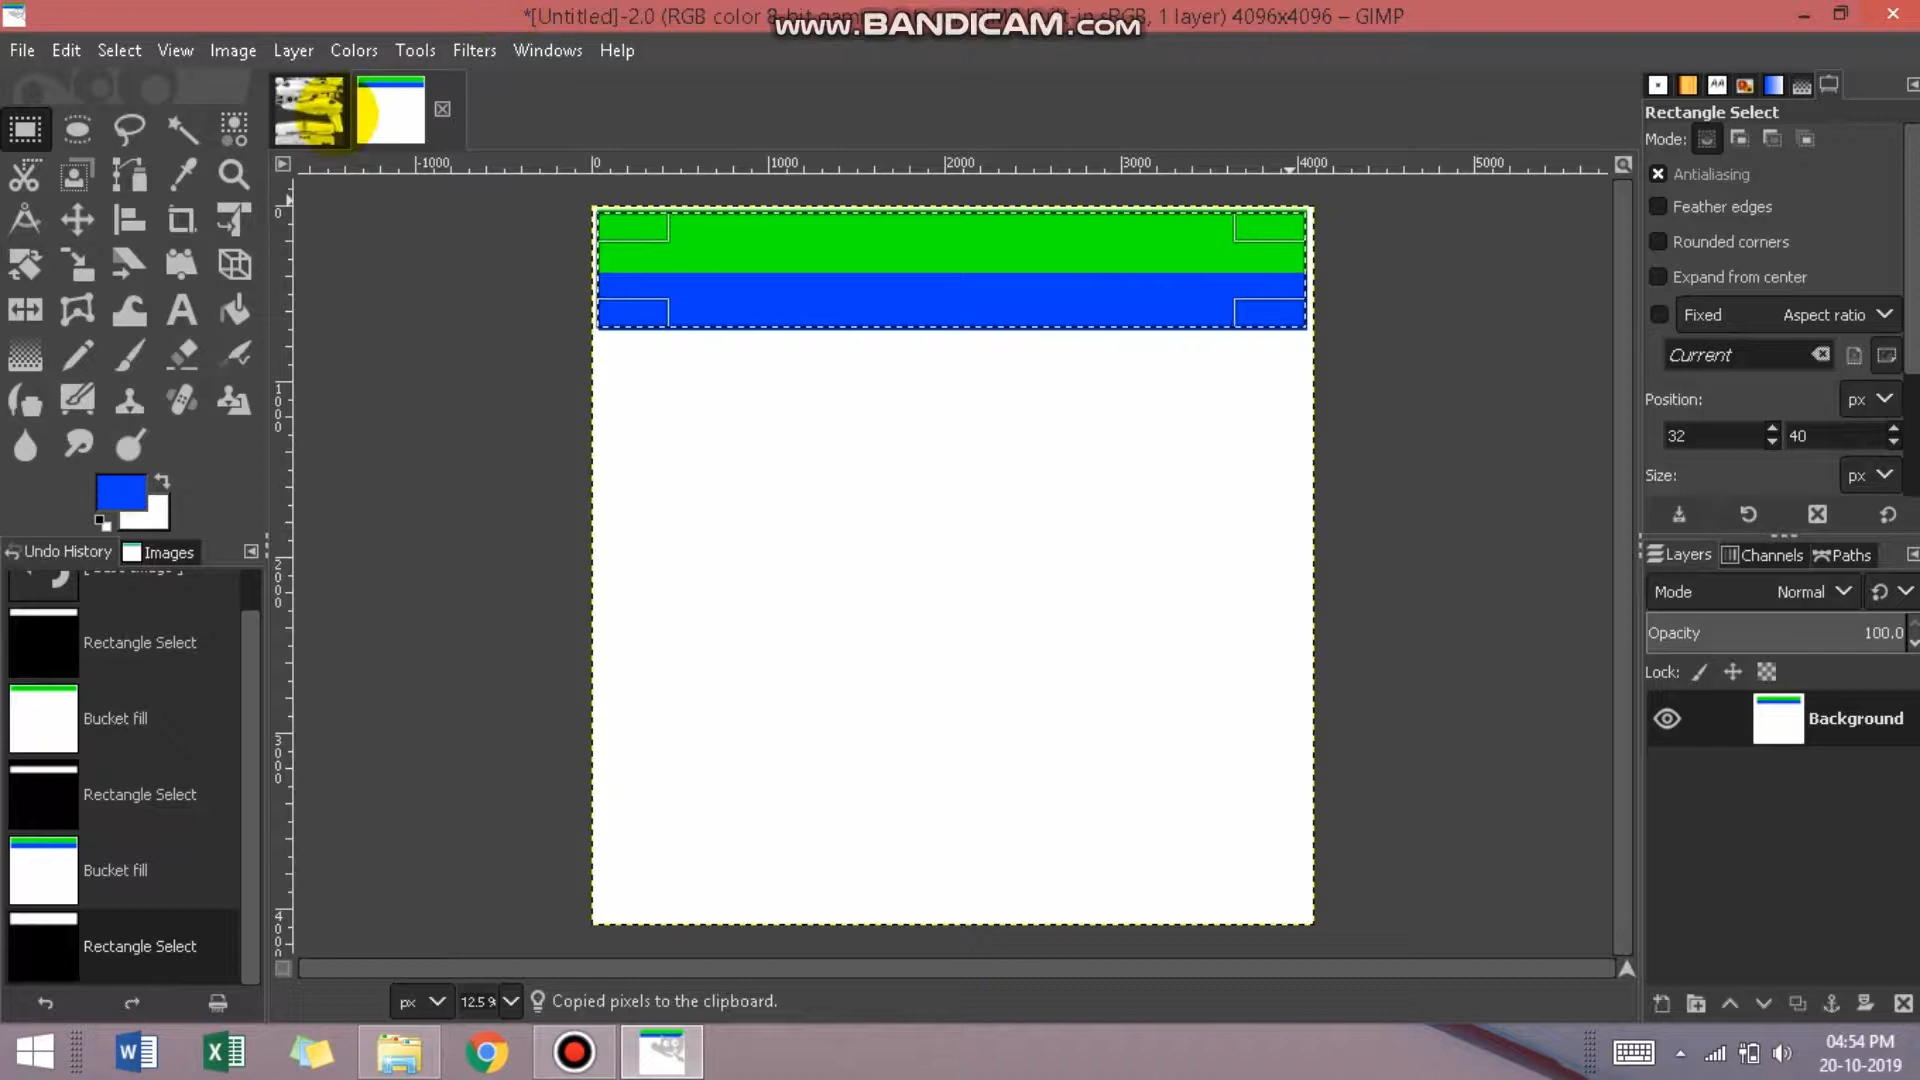 *[Untitled]-2.0 (RGB color 8-bit gam 4096x4096 – GIMP
www.BANDICAM.com
File Edit Select View Image Layer Colors Tools Filters Windows Help
Rectangle Select
Mode:
-1000 0 1000 2000 3000 4000 5000
Antialiasing
Feather edges
Rounded corners
Expand from center
Fixed Aspect ratio
Current
Position: px
32 40
Size: px
0
1000
2000
3000
Undo History Images
Layers Channels Paths
Mode Normal
Opacity 100.0
Lock:
Rectangle Select
Bucket fill
Background
Rectangle Select
Bucket fill
Rectangle Select
px 12.5 % Copied pixels to the clipboard.
04:54 PM
20-10-2019